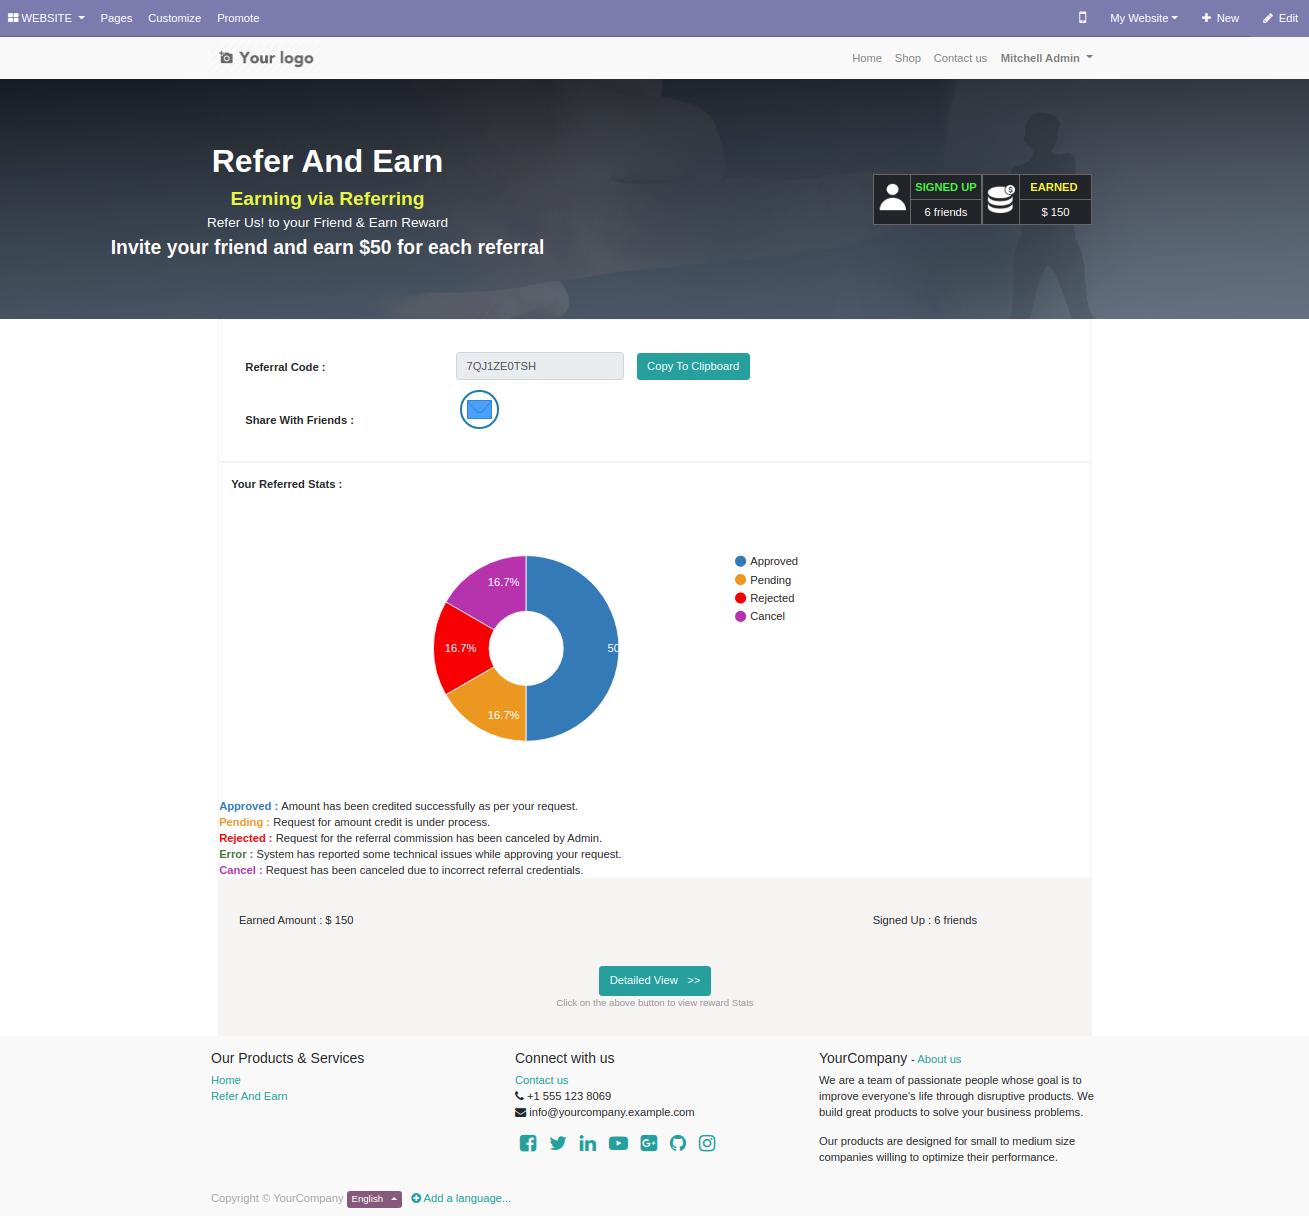 WEBSITE Pages Customize Promote My Website New Edit
Your logo Home Shop Contact us Mitchell Admin
Refer And Earn
Earning via Referring
Refer Us! to your Friend & Earn Reward
Invite your friend and earn $50 for each referral
SIGNED UP EARNED
6 friends $ 150
Referral Code : 7QJ1ZE0TSH Copy To Clipboard
Share With Friends :
Your Referred Stats :
16.7%
16.7%
50
16.7%
Approved
Pending
Rejected
Cancel
Approved : Amount has been credited successfully as per your request.
Pending : Request for amount credit is under process.
Rejected : Request for the referral commission has been canceled by Admin.
Error : System has reported some technical issues while approving your request.
Cancel : Request has been canceled due to incorrect referral credentials.
Earned Amount : $ 150 Signed Up : 6 friends
Detailed View >>
Click on the above button to view reward Stats
Our Products & Services
Home
Refer And Earn
Connect with us
Contact us
+1 555 123 8069
info@yourcompany.example.com
YourCompany - About us
We are a team of passionate people whose goal is to
improve everyone's life through disruptive products. We
build great products to solve your business problems.
Our products are designed for small to medium size
companies willing to optimize their performance.
Copyright © YourCompany English Add a language...